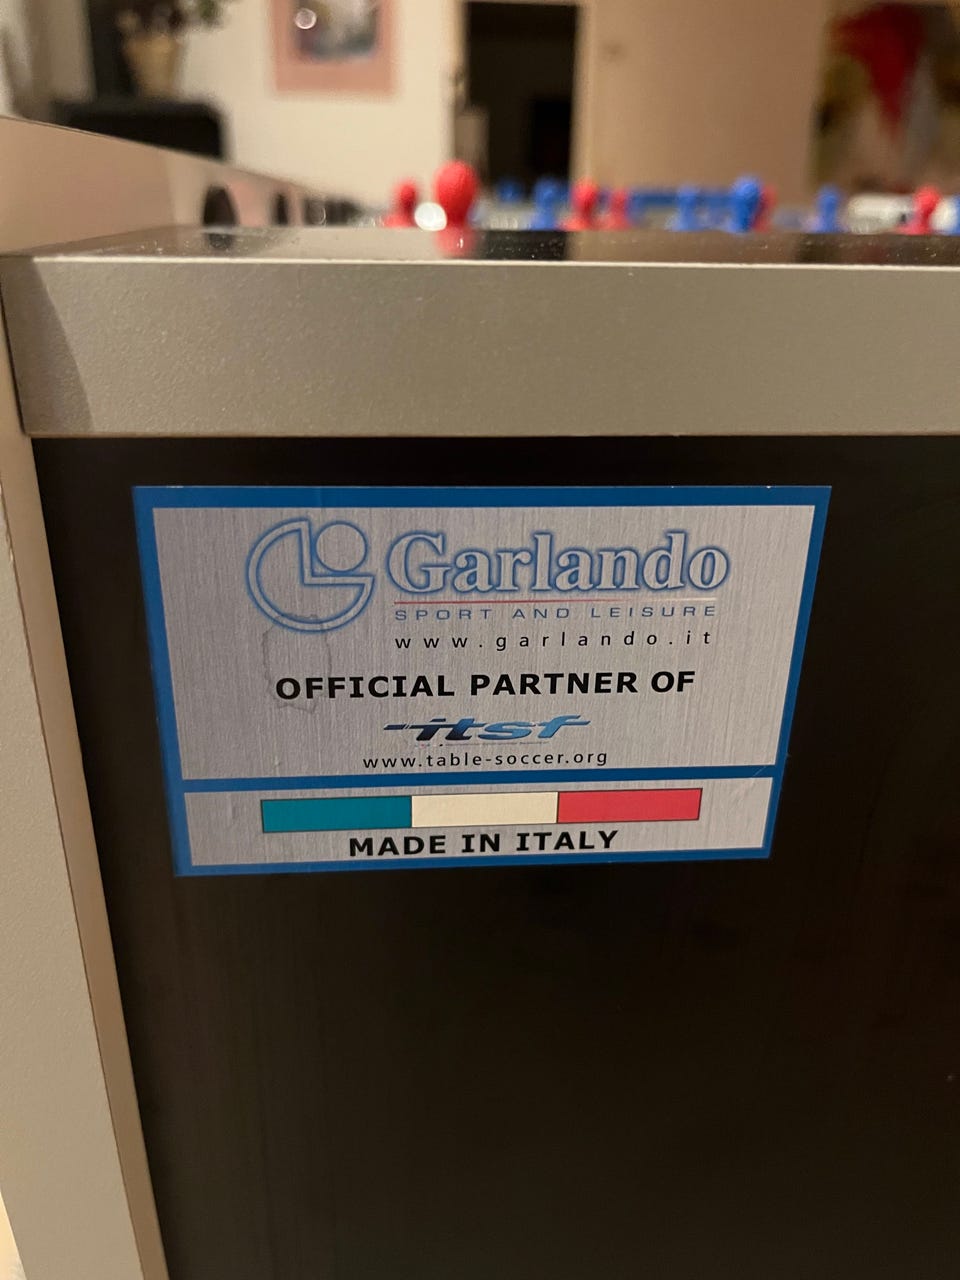 Garlando
SPORT AND LEISURE
www.garlando.it
OFFICIAL PARTNER OF
itsf
www.table-soccer.org
MADE IN ITALY